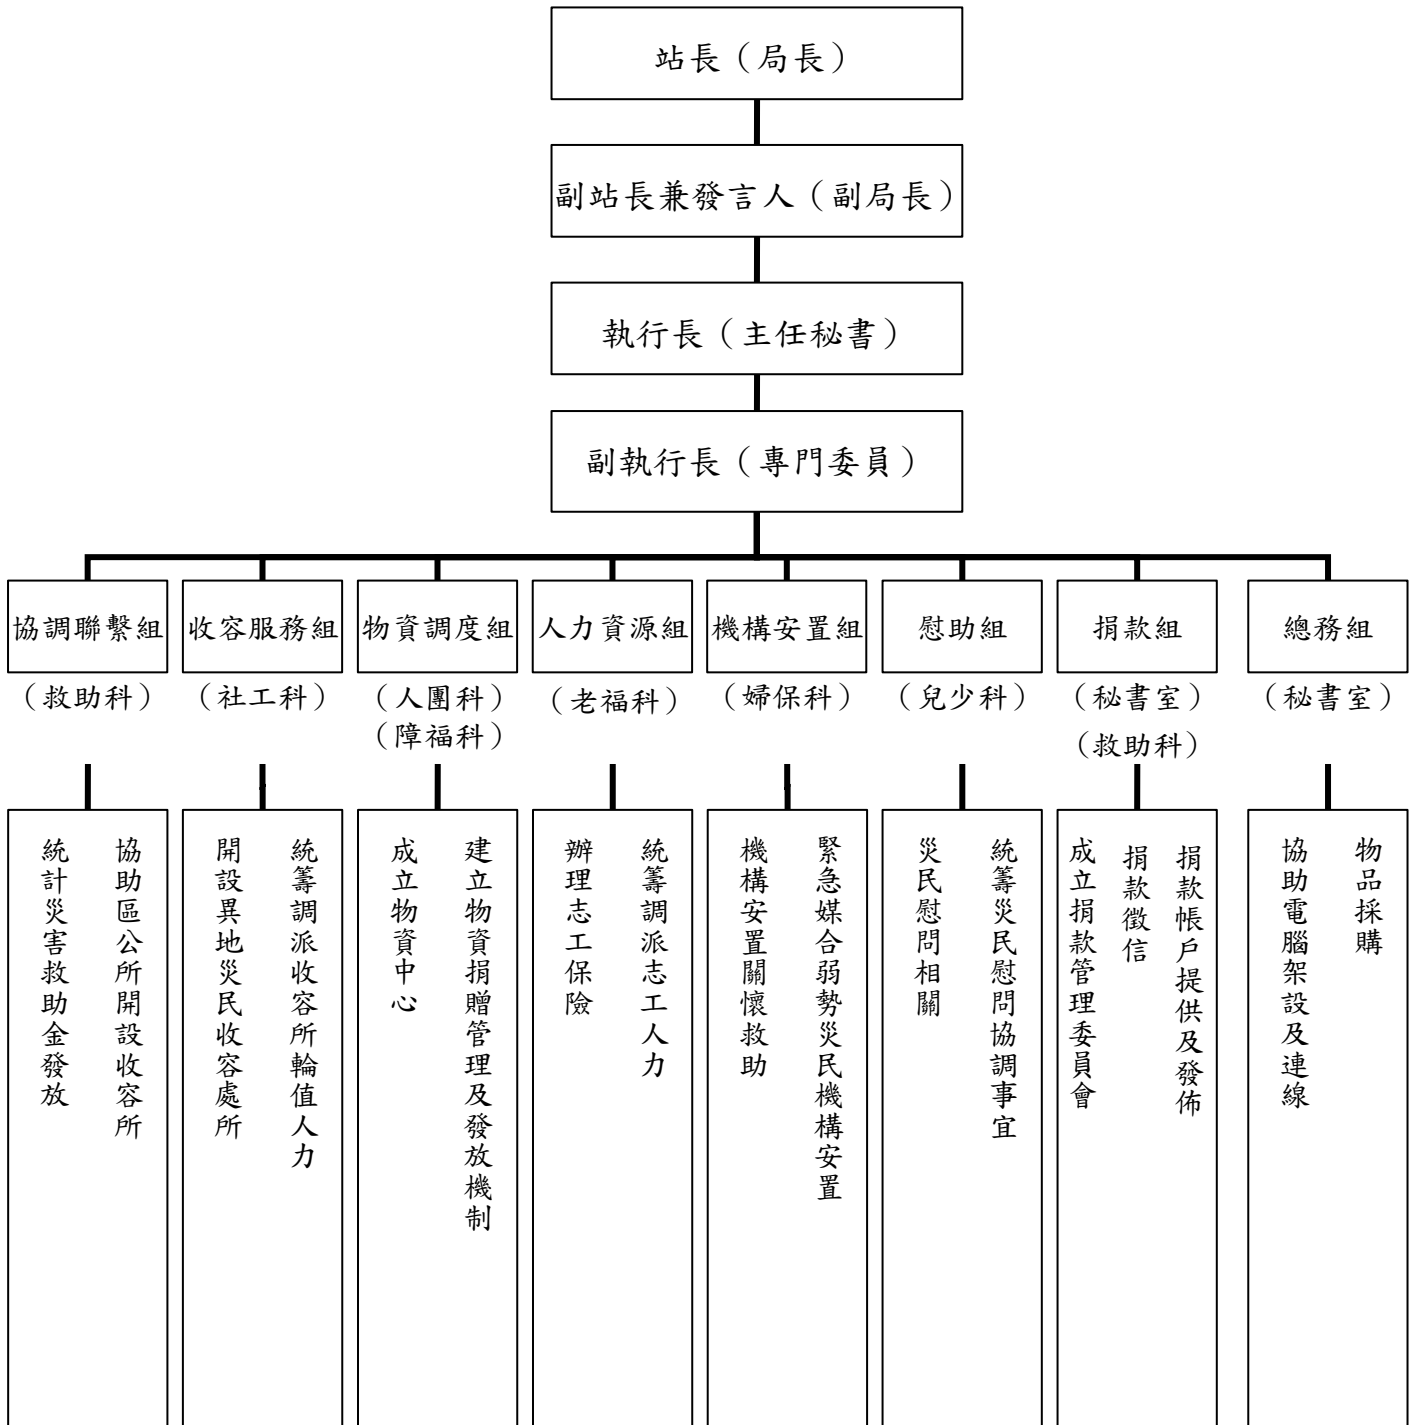 站長（局長）
副站長兼發言人（副局長）
執行長（主任秘書）
副執行長（專門委員）
協調聯繫組
收容服務組
物資調度組
人力資源組
機構安置組
慰助組
捐款組
總務組
（救助科）
（社工科）
（人團科）
（障福科）
（老福科）
（婦保科）
（兒少科）
（秘書室）
（救助科）
（秘書室）
協助區公所開設收容所
統計災害救助金發放
統籌調派收容所輪值人力
開設異地災民收容處所
建立物資捐贈管理及發放機制
成立物資中心
統籌調派志工人力
辦理志工保險
緊急媒合弱勢災民機構安置
機構安置關懷救助
統籌災民慰問協調事宜
災民慰問相關
捐款帳戶提供及發佈
捐款徵信
成立捐款管理委員會
物品採購
協助電腦架設及連線